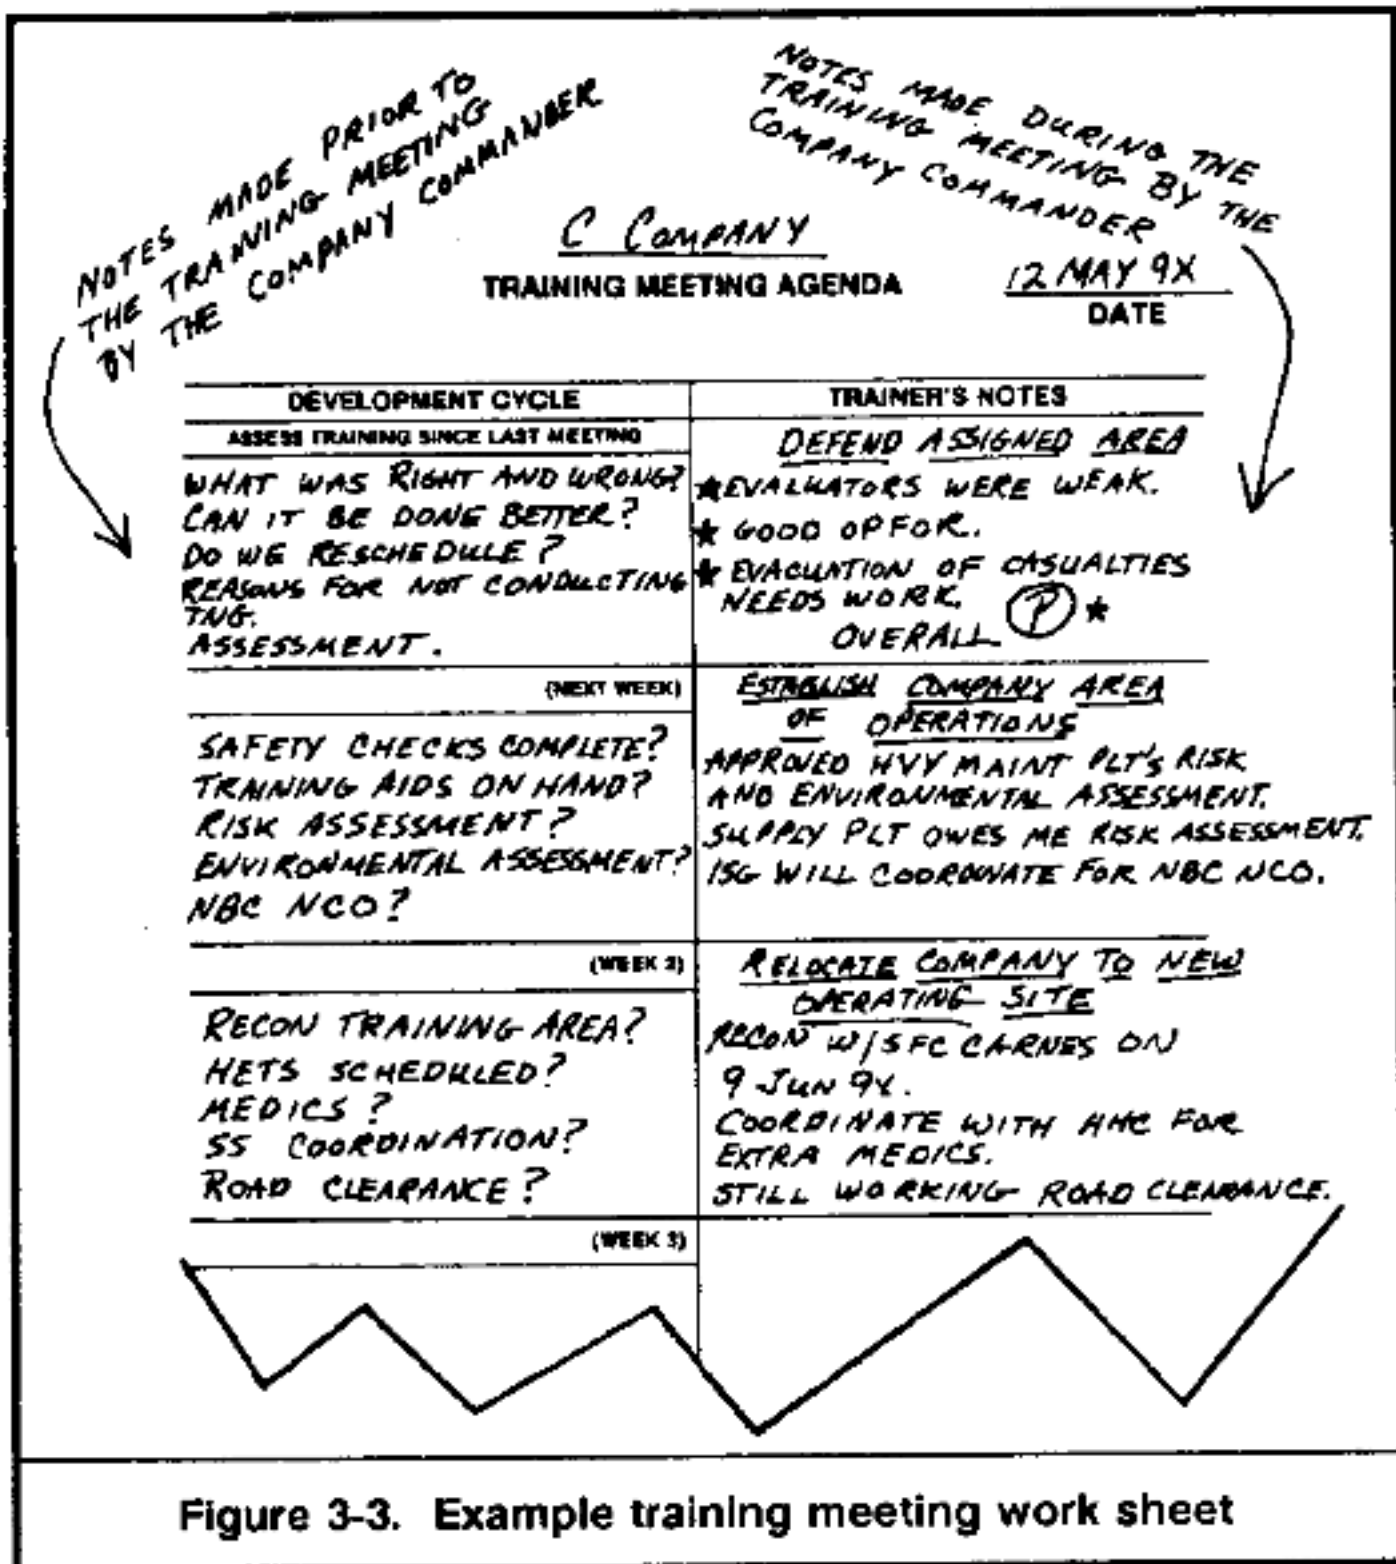 NOTES MADE PRIOR TO
THE TRAINING MEETING
BY THE COMPANY COMMANDER
NOTES MADE DURING THE
TRAINING MEETING BY THE
COMPANY COMMANDER
C COMPANY
TRAINING MEETING AGENDA
12 MAY 9X
DATE
DEVELOPMENT CYCLE
ASSESS TRAINING SINCE LAST MEETING
WHAT WAS RIGHT AND WRONG?
CAN IT BE DONE BETTER?
DO WE RESCHEDULE?
REASONS FOR NOT CONDUCTING
TNG.
ASSESSMENT.
TRAINER'S NOTES
DEFEND ASSIGNED AREA
★ EVALUATORS WERE WEAK.
★ GOOD OPFOR.
★ EVACUATION OF CASUALTIES
NEEDS WORK.
OVERALL P ★
(NEXT WEEK)
SAFETY CHECKS COMPLETE?
TRAINING AIDS ON HAND?
RISK ASSESSMENT?
ENVIRONMENTAL ASSESSMENT?
NBC NCO?
ESTABLISH COMPANY AREA
OF OPERATIONS
APPROVED HVY MAINT PLT'S RISK
AND ENVIRONMENTAL ASSESSMENT.
SUPPLY PLT OWES ME RISK ASSESSMENT.
1SG WILL COORDINATE FOR NBC NCO.
(WEEK 2)
RECON TRAINING AREA?
HETS SCHEDULED?
MEDICS?
S5 COORDINATION?
ROAD CLEARANCE?
RELOCATE COMPANY TO NEW
OPERATING SITE
RECON W/SFC CARNES ON
9 JUN 9X.
COORDINATE WITH HHC FOR
EXTRA MEDICS.
STILL WORKING ROAD CLEARANCE.
(WEEK 3)
Figure 3-3. Example training meeting work sheet